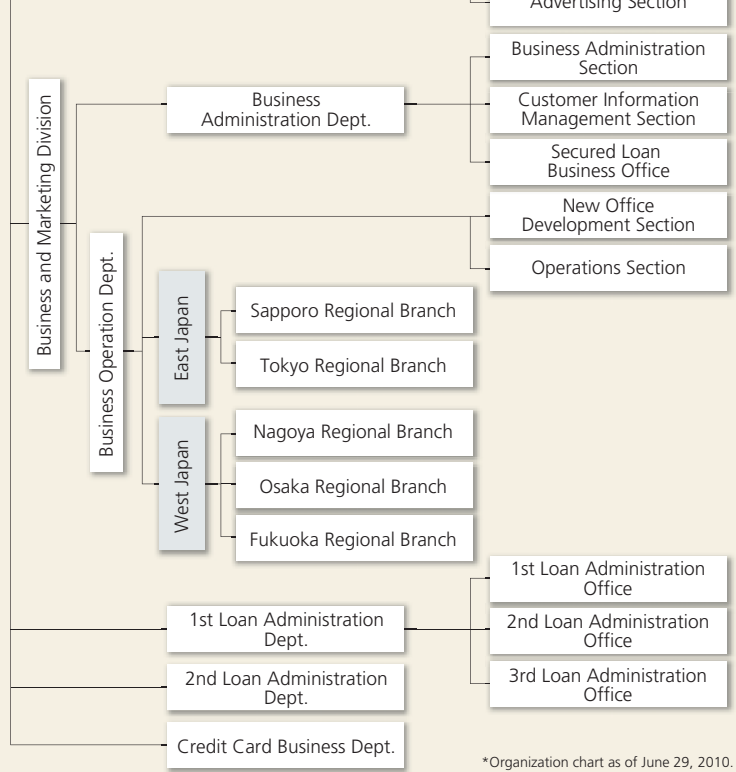 Advertising Section
Business Administration
Section
Business
Administration Dept.
Customer Information
Management Section
Secured Loan
Business Office
Business and Marketing Division
New Office
Development Section
Business Operation Dept.
Operations Section
East Japan
Sapporo Regional Branch
Tokyo Regional Branch
West Japan
Nagoya Regional Branch
Osaka Regional Branch
Fukuoka Regional Branch
1st Loan Administration
Dept.
1st Loan Administration
Office
2nd Loan Administration
Office
3rd Loan Administration
Office
2nd Loan Administration
Dept.
Credit Card Business Dept.
*Organization chart as of June 29, 2010.